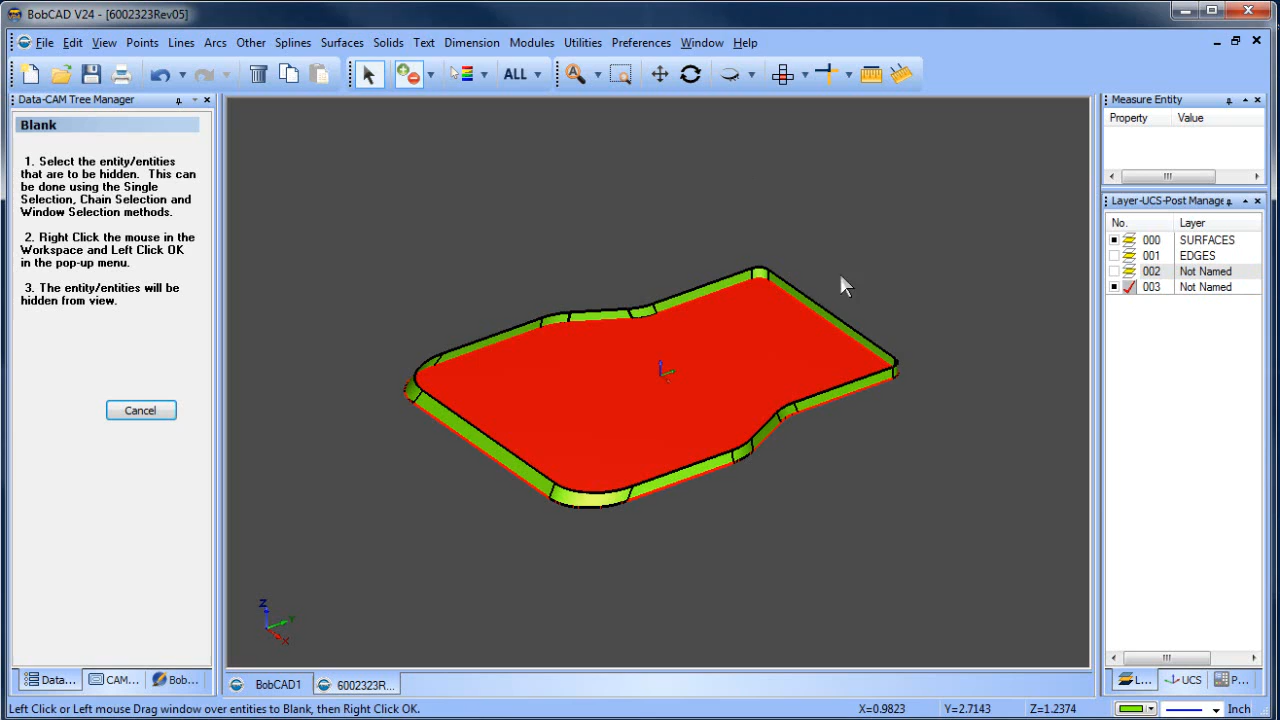 BobCAD V24 - [6002323Rev05]
File Edit View Points Lines Arcs Other Splines Surfaces Solids Text Dimension Modules Utilities Preferences Window Help
ALL
Data-CAM Tree Manager
Blank
1. Select the entity/entities
that are to be hidden. This can
be done using the Single
Selection, Chain Selection and
Window Selection methods.
2. Right Click the mouse in the
Workspace and Left Click OK
in the pop-up menu.
3. The entity/entities will be
hidden from view.
Cancel
Data... CAM... Bob...
Z
Y
X
BobCAD1 6002323R...
Measure Entity
Property Value
Layer-UCS-Post Manage
No. Layer
000 SURFACES
001 EDGES
002 Not Named
003 Not Named
L... UCS P...
Left Click or Left mouse Drag window over entities to Blank, then Right Click OK.
X=0.9823 Y=2.7143 Z=1.2374 Inch